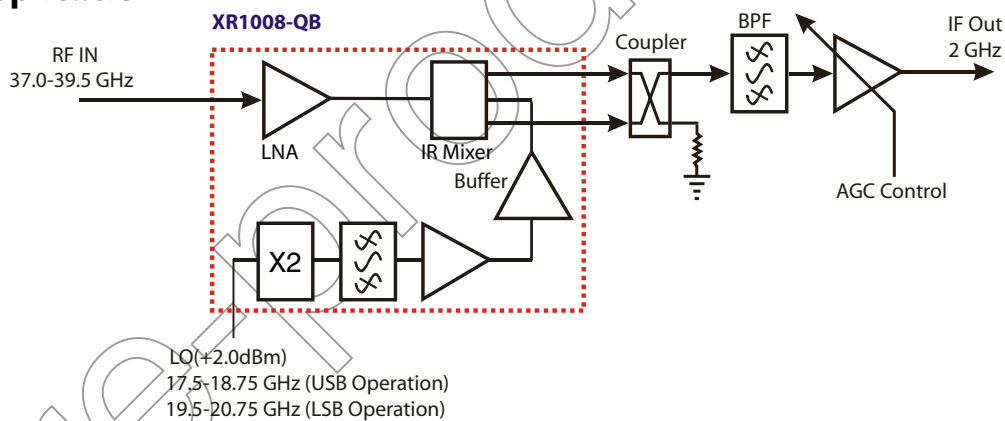 XR1008-QB
RF IN
37.0-39.5 GHz
LNA
IR Mixer
Buffer
X2
Coupler
BPF
IF Out
2 GHz
AGC Control
LO(+2.0dBm)
17.5-18.75 GHz (USB Operation)
19.5-20.75 GHz (LSB Operation)